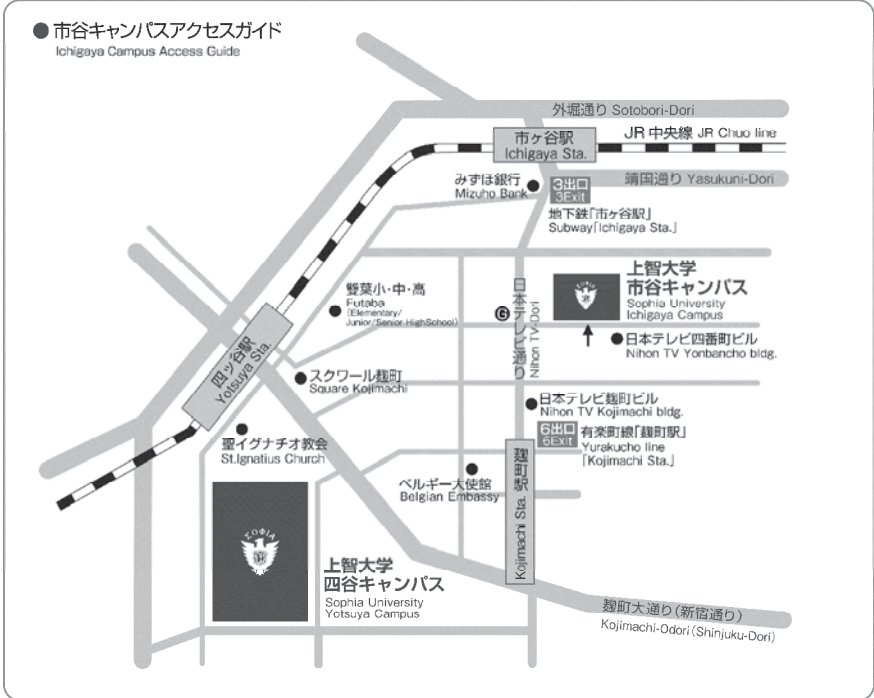 ● 市谷キャンパスアクセスガイド
Ichigaya Campus Access Guide
外堀通り Sotobori-Dori
市ヶ谷駅
Ichigaya Sta.
JR 中央線 JR Chuo line
みずほ銀行
Mizuho Bank
3出口
3Exit
靖国通り Yasukuni-Dori
地下鉄「市ヶ谷駅」
Subway「Ichigaya Sta.」
上智大学
市谷キャンパス
Sophia University
Ichigaya Campus
ΣΟΦΙΑ
雙葉小・中・高
Futaba
(Elementary/
Junior/Senior HighSchool)
G
日本テレビ通り
Nihon TV-Dori
日本テレビ四番町ビル
Nihon TV Yonbancho bldg.
四ツ谷駅
Yotsuya Sta.
スクワール麹町
Square Kojimachi
日本テレビ麹町ビル
Nihon TV Kojimachi bldg.
6出口
6Exit
有楽町線「麹町駅」
Yurakucho line
「Kojimachi Sta.」
聖イグナチオ教会
St.Ignatius Church
ベルギー大使館
Belgian Embassy
麹町駅
Kojimachi Sta.
ΣΟΦΙΑ
上智大学
四谷キャンパス
Sophia University
Yotsuya Campus
麹町大通り(新宿通り)
Kojimachi-Odori(Shinjuku-Dori)